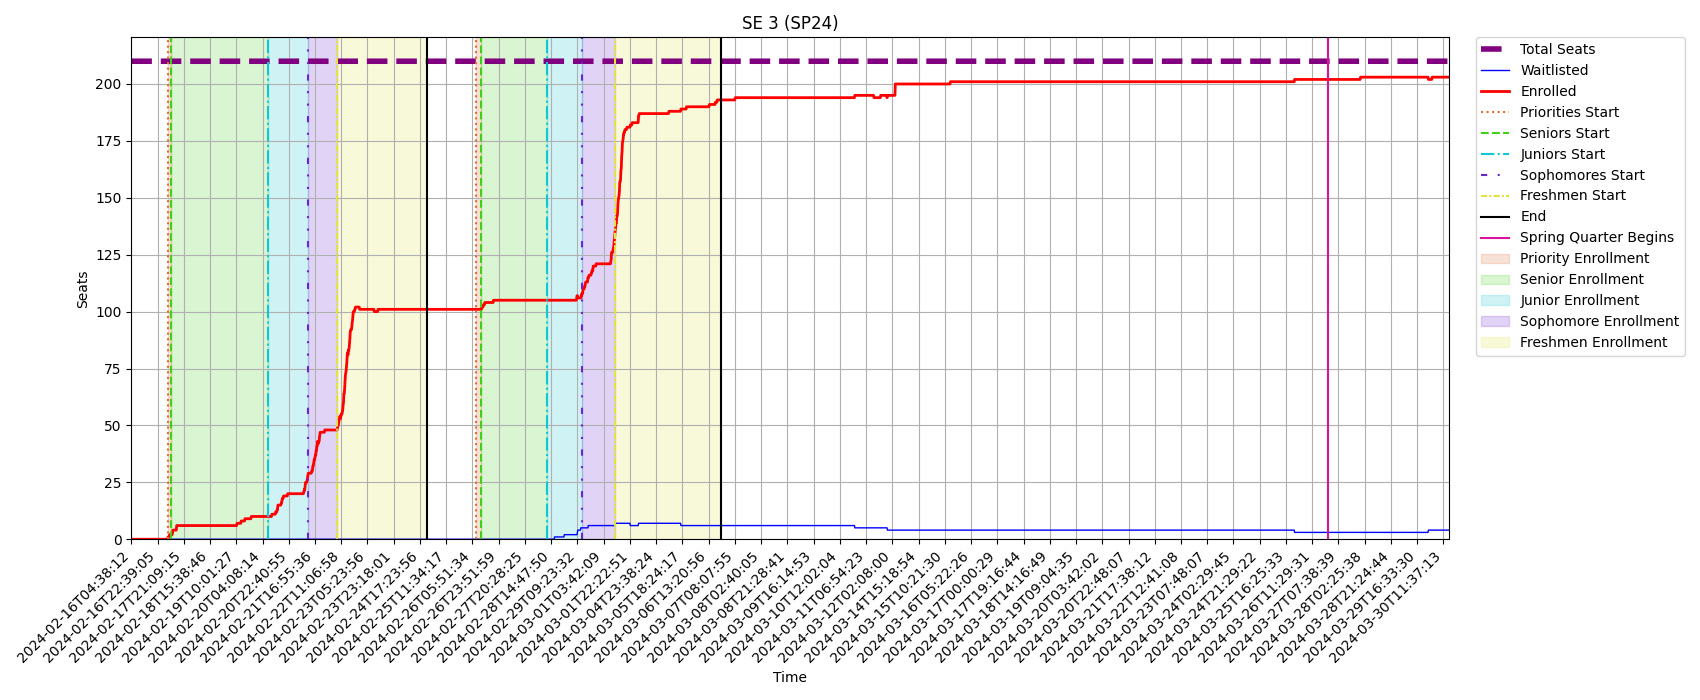 SE 3 (SP24)
Seats
200
175
150
125
100
75
50
25
0
2024-02-16T04:38:12
2024-02-16T22:39:05
2024-02-17T21:09:15
2024-02-18T15:38:46
2024-02-19T10:01:27
2024-02-20T04:08:14
2024-02-20T22:40:55
2024-02-21T16:55:36
2024-02-22T11:06:58
2024-02-23T05:23:56
2024-02-23T23:18:01
2024-02-24T17:23:56
2024-02-25T11:34:17
2024-02-26T05:51:34
2024-02-26T23:51:59
2024-02-27T20:28:25
2024-02-28T14:47:50
2024-02-29T09:23:32
2024-03-01T03:42:09
2024-03-01T22:22:51
2024-03-04T23:38:24
2024-03-05T18:24:17
2024-03-06T13:20:56
2024-03-07T08:07:55
2024-03-08T02:40:05
2024-03-08T21:28:41
2024-03-09T16:14:53
2024-03-10T12:02:04
2024-03-11T06:54:23
2024-03-12T02:08:00
2024-03-14T15:18:54
2024-03-15T10:21:30
2024-03-16T05:22:26
2024-03-17T00:00:29
2024-03-17T19:16:44
2024-03-18T14:16:49
2024-03-19T09:04:35
2024-03-20T03:42:02
2024-03-20T22:48:07
2024-03-21T17:38:12
2024-03-22T12:41:08
2024-03-23T07:48:07
2024-03-24T02:29:45
2024-03-24T21:29:22
2024-03-25T16:25:33
2024-03-26T11:29:31
2024-03-27T07:38:39
2024-03-28T02:25:38
2024-03-28T21:24:44
2024-03-29T16:33:30
2024-03-30T11:37:13
Time
Total Seats
Waitlisted
Enrolled
Priorities Start
Seniors Start
Juniors Start
Sophomores Start
Freshmen Start
End
Spring Quarter Begins
Priority Enrollment
Senior Enrollment
Junior Enrollment
Sophomore Enrollment
Freshmen Enrollment